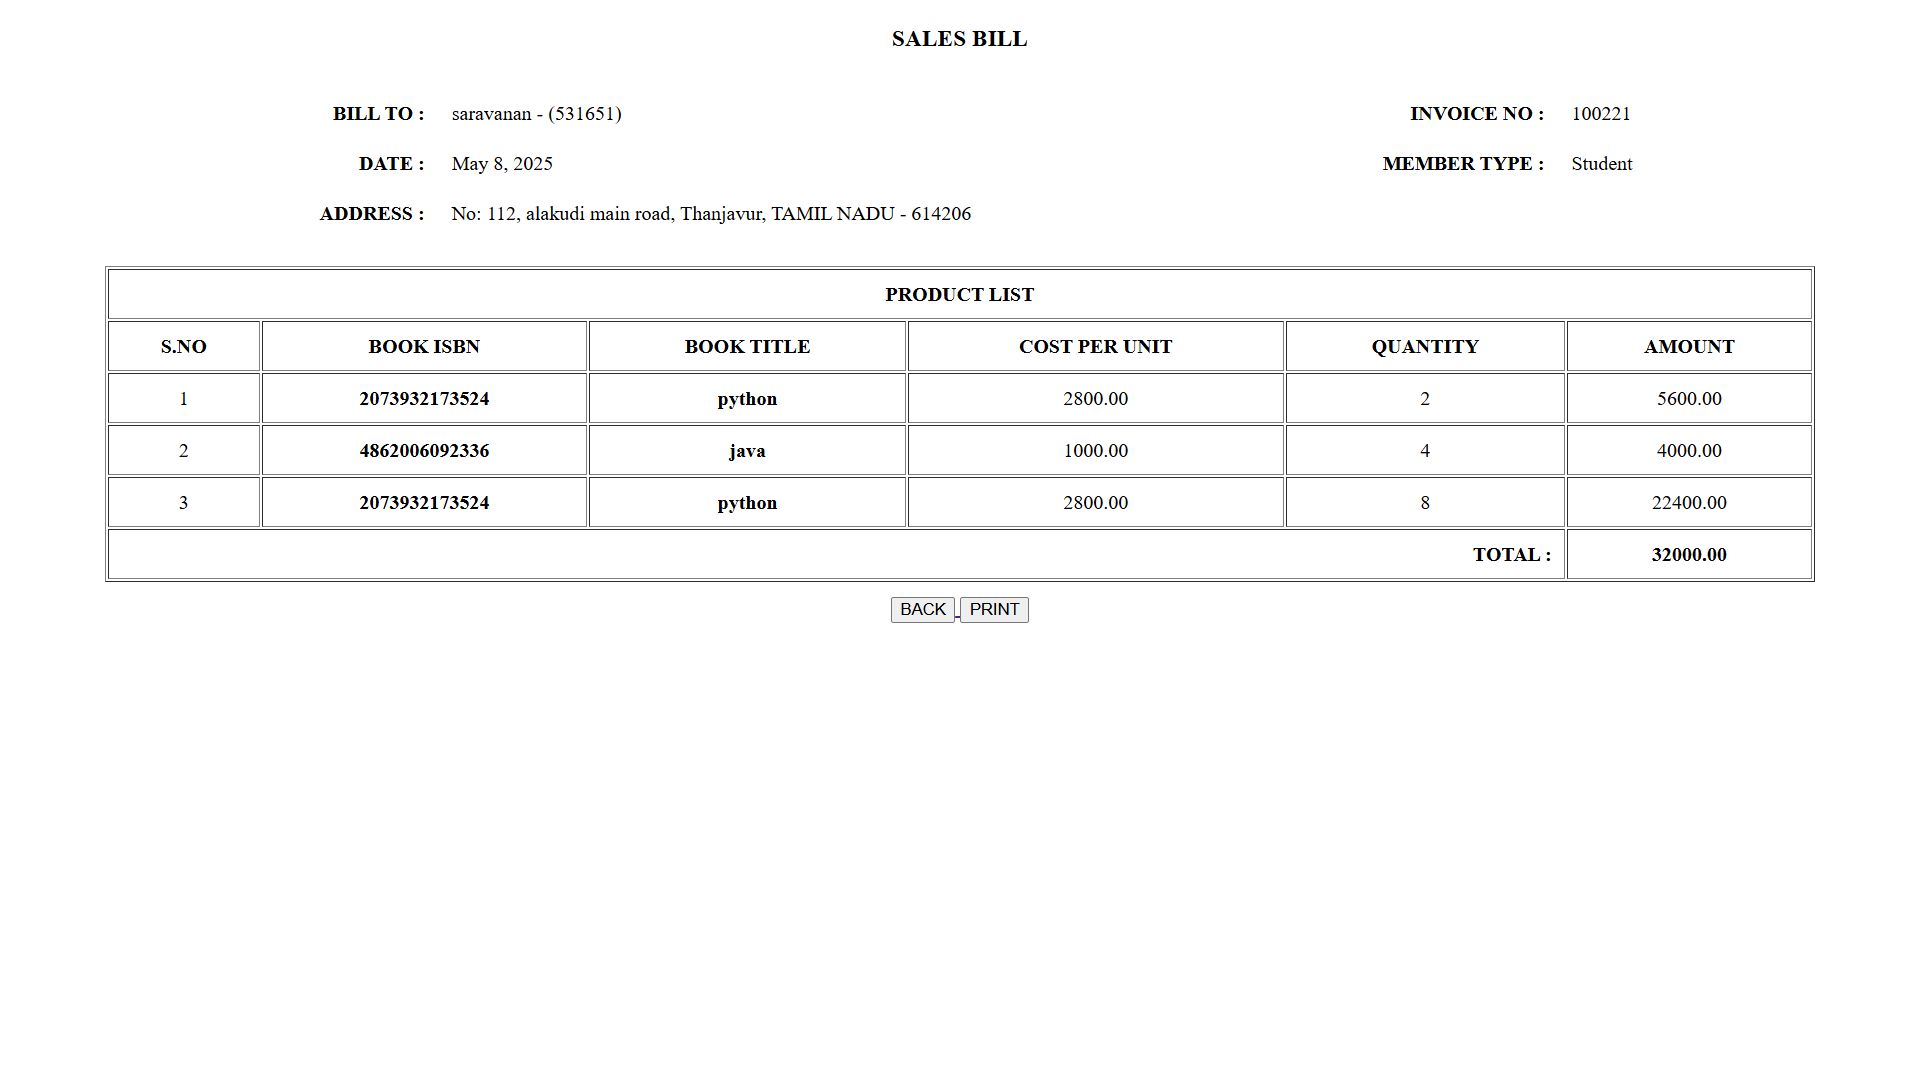 SALES BILL
BILL TO : saravanan - (531651) INVOICE NO : 100221
DATE : May 8, 2025 MEMBER TYPE : Student
ADDRESS : No: 112, alakudi main road, Thanjavur, TAMIL NADU - 614206
PRODUCT LIST
S.NO BOOK ISBN BOOK TITLE COST PER UNIT QUANTITY AMOUNT
1 2073932173524 python 2800.00 2 5600.00
2 4862006092336 java 1000.00 4 4000.00
3 2073932173524 python 2800.00 8 22400.00
TOTAL : 32000.00
BACK PRINT